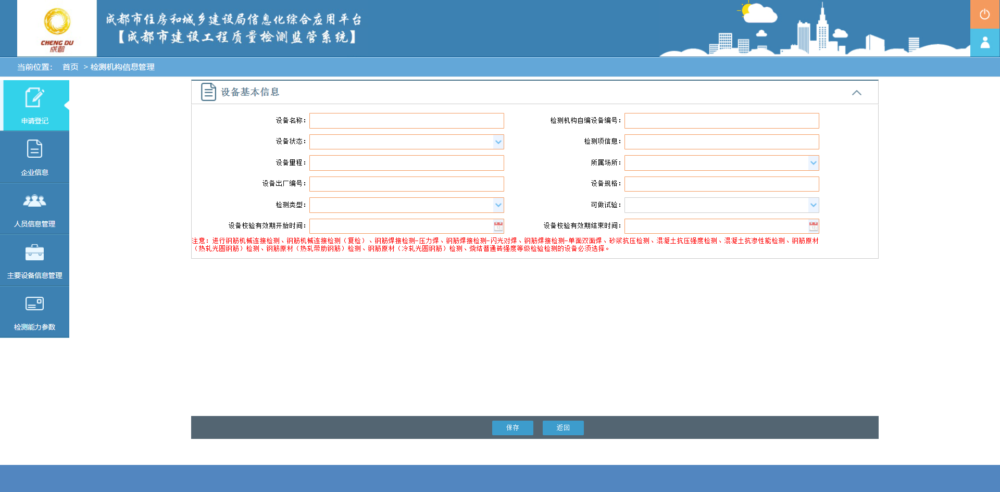 CHENG DU
成都
成都市住房和城乡建设局信息化综合应用平台
【成都市建设工程质量检测监管系统】
当前位置： 首页 > 检测机构信息管理
申请登记
企业信息
人员信息管理
主要设备信息管理
检测能力参数
设备基本信息
设备名称： 检测机构自编设备编号：
设备状态： 检测项信息：
设备量程： 所属场所：
设备出厂编号： 设备规格：
检测类型： 可做试验：
设备校验有效期开始时间： 设备校验有效期结束时间：
注意：进行钢筋机械连接检测、钢筋机械连接检测（复检）、钢筋焊接检测-压力焊、钢筋焊接检测-闪光对焊、钢筋焊接检测-单面双面焊、砂浆抗压检测、混凝土抗压强度检测、混凝土抗渗性能检测、钢筋原材
（热轧光圆钢筋）检测、钢筋原材（热轧带肋钢筋）检测、钢筋原材（冷轧光圆钢筋）检测、烧结普通砖强度等级检验检测的设备必须选择。
保存 返回